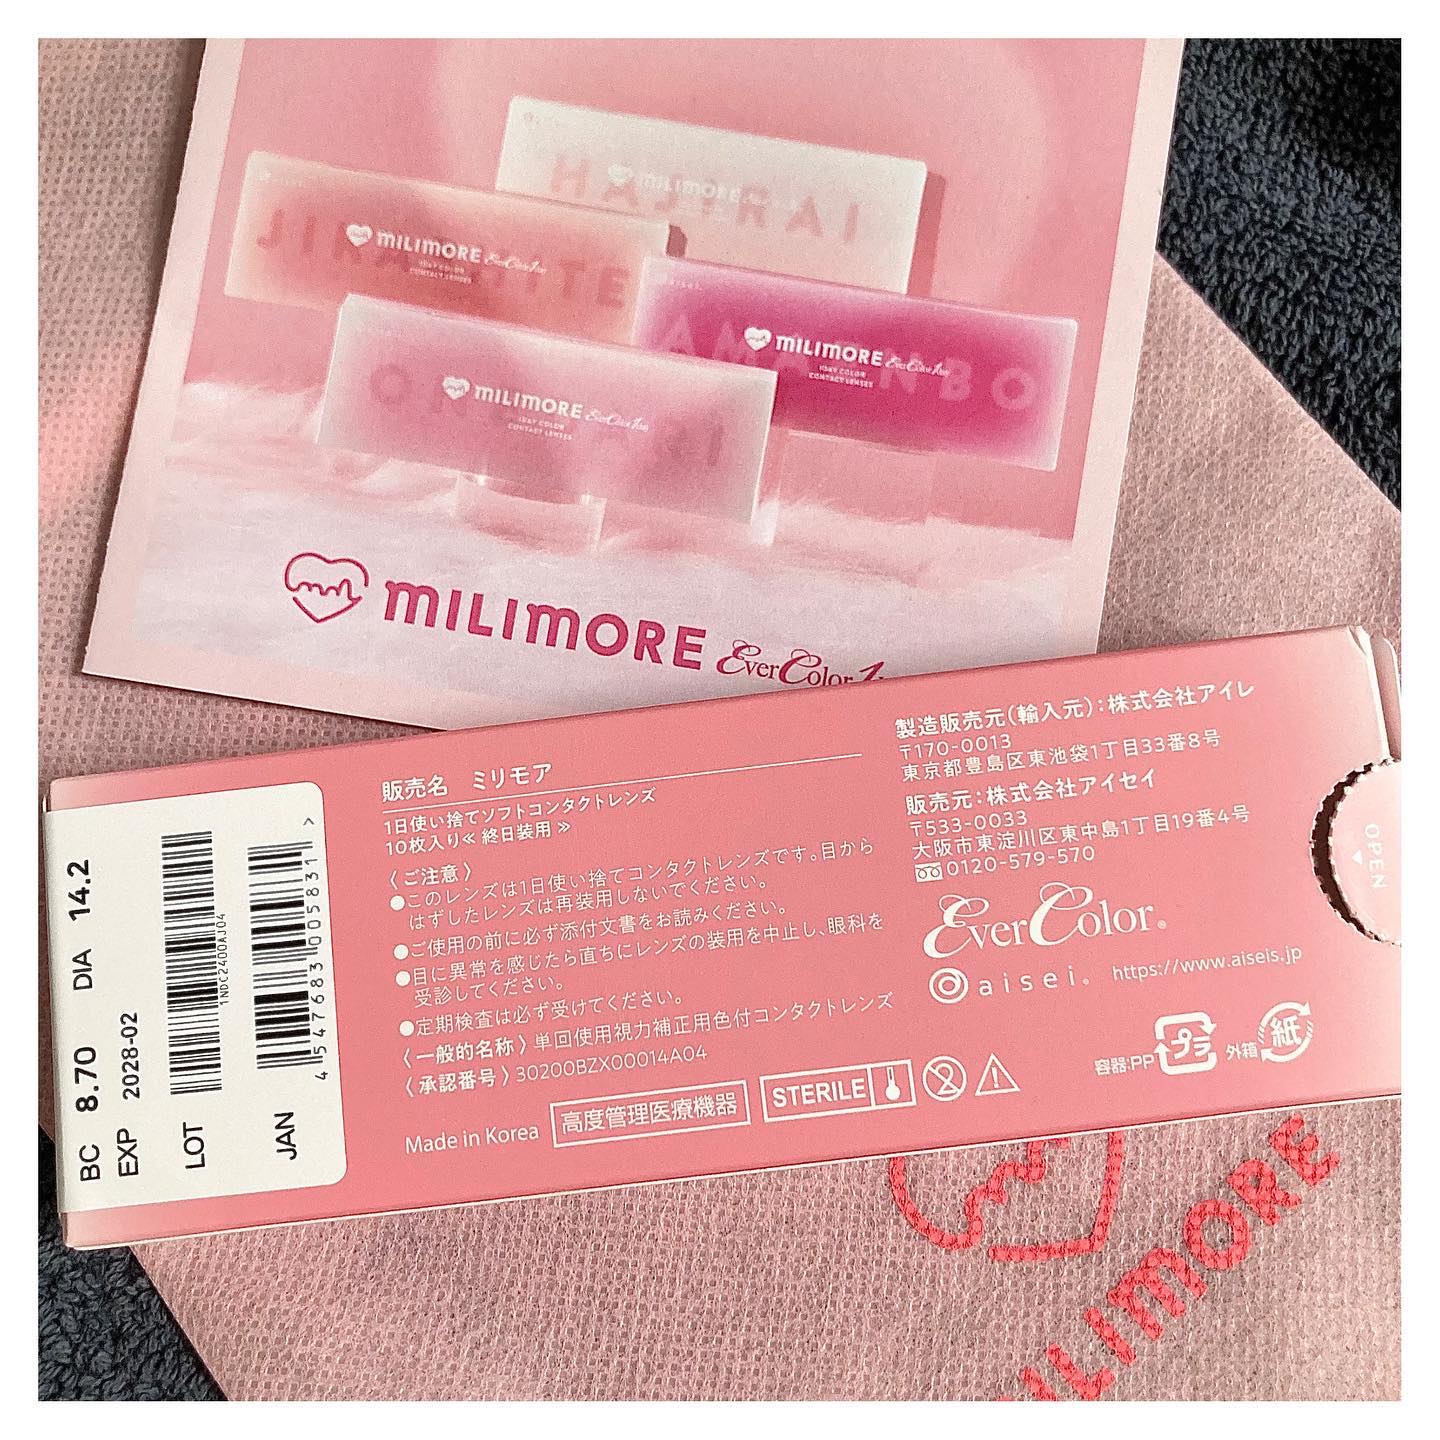 MILIMORE
HARAJIRAI
MILIMORE EverColor1day
1DAY COLOR
CONTACT LENSES
MILIMORE EverColor1day
1DAY COLOR
CONTACT LENSES
MILIMORE EverColor1day
1DAY COLOR
CONTACT LENSES
MILIMORE EverColor1
BC 8.70 DIA 14.2
EXP 2028-02
LOT
1NDC2400AJ04
JAN
4 547683 005831 >
販売名 ミリモア
1日使い捨てソフトコンタクトレンズ
10枚入り≪終日装用≫
〈ご注意〉
●このレンズは1日使い捨てコンタクトレンズです。目から
はずしたレンズは再装用しないでください。
●ご使用の前に必ず添付文書をお読みください。
●目に異常を感じたら直ちにレンズの装用を中止し、眼科を
受診してください。
●定期検査は必ず受けてください。
〈一般的名称〉単回使用視力補正用色付コンタクトレンズ
〈承認番号〉30200BZX00014A04
Made in Korea 高度管理医療機器 STERILE 2
製造販売元(輸入元):株式会社アイレ
〒170-0013
東京都豊島区東池袋1丁目33番8号
販売元:株式会社アイセイ
〒533-0033
大阪市東淀川区東中島1丁目19番4号
0120-579-570
EverColor®
aisei. https://www.aiseis.jp
容器:PP プラ 外箱 紙
OPEN
MILIMORE